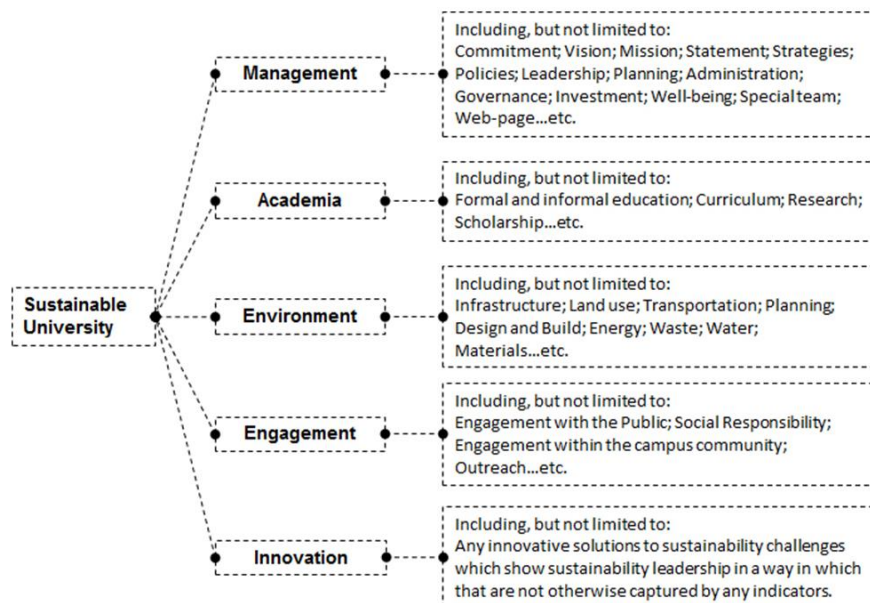 Sustainable
University
Management
Including, but not limited to:
Commitment; Vision; Mission; Statement; Strategies;
Policies; Leadership; Planning; Administration;
Governance; Investment; Well-being; Special team;
Web-page...etc.
Academia
Including, but not limited to:
Formal and informal education; Curriculum; Research;
Scholarship...etc.
Environment
Including, but not limited to:
Infrastructure; Land use; Transportation; Planning;
Design and Build; Energy; Waste; Water;
Materials...etc.
Engagement
Including, but not limited to:
Engagement with the Public; Social Responsibility;
Engagement within the campus community;
Outreach...etc.
Innovation
Including, but not limited to:
Any innovative solutions to sustainability challenges
which show sustainability leadership in a way in which
that are not otherwise captured by any indicators.